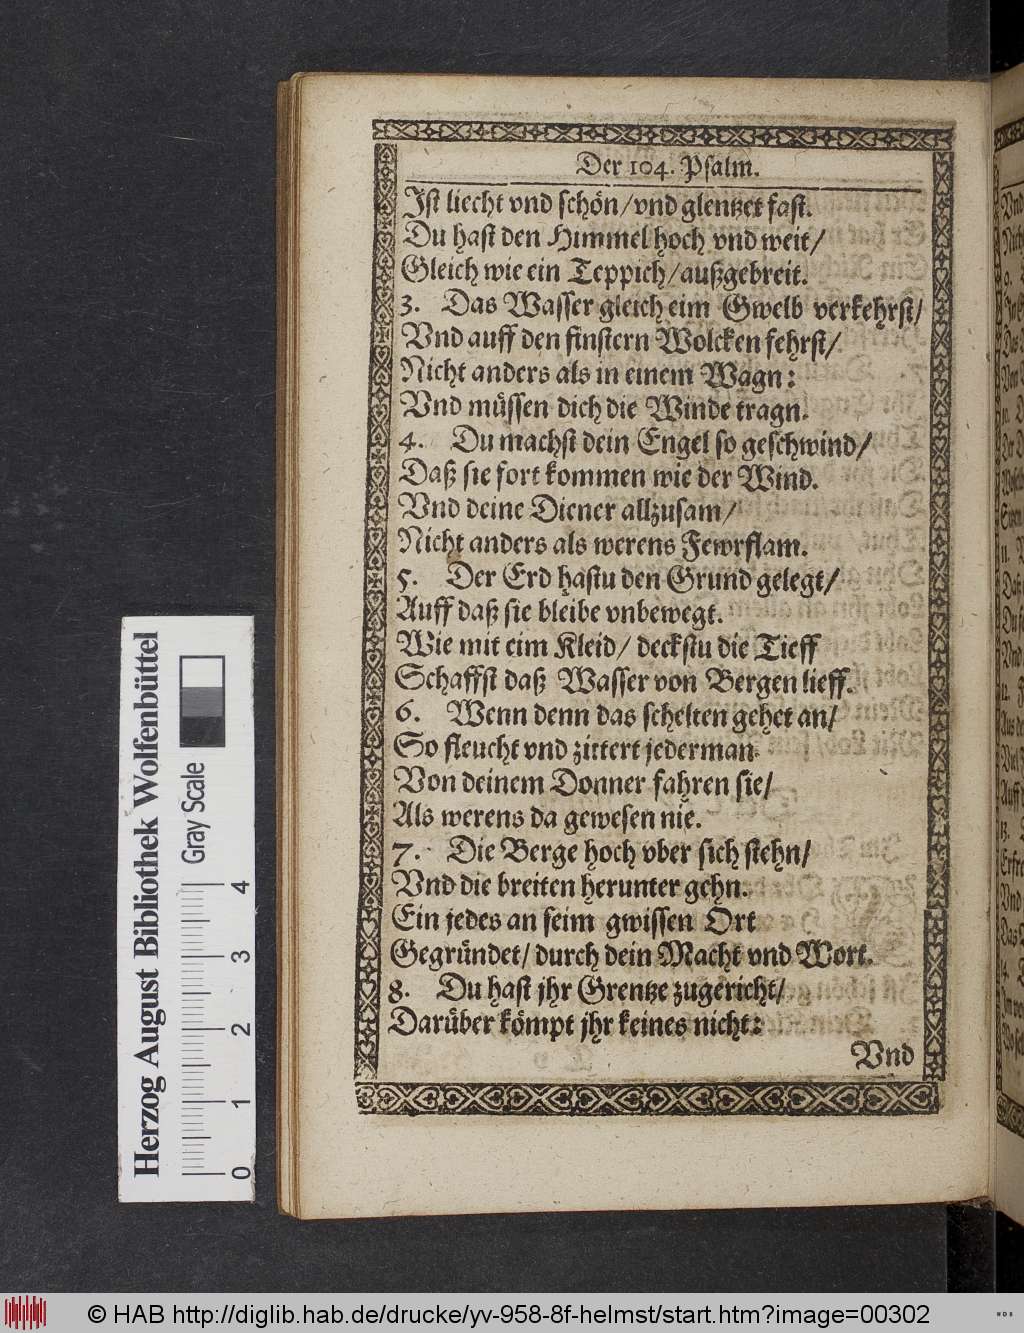 Der 104. Psalm.
Ist liecht vnd schön/vnd glentzet fast.
Du hast den Himmel hoch vnd weit/
Gleich wie ein Teppich/außgebreit.
3. Das Wasser gleich eim Gwelb verkehrst/
Vnd auff den finstern Wolcken fehrst/
Nicht anders als in einem Wagn:
Vnd müssen dich die Winde tragn.
4. Du machst dein Engel so geschwind/
Daß sie fort kommen wie der Wind.
Vnd deine Diener allzusam/
Nicht anders als werens Fewrflam.
5. Der Erd hastu den Grund gelegt/
Auff daß sie bleibe vnbewegt.
Wie mit eim Kleid/ deckstu die Tieff
Schaffst daß Wasser von Bergen lieff.
6. Wenn denn das schelten gehet an/
So fleucht vnd zittert jederman.
Von deinem Donner fahren sie/
Als werens da gewesen nie.
7. Die Berge hoch vber sich stehn/
Vnd die breiten herunter gehn.
Ein jedes an seim gwissen Ort
Gegründet/ durch dein Macht vnd Wort.
8. Du hast jhr Grentze zugericht/
Darüber kömpt jhr keines nicht:
Vnd
Herzog August Bibliothek Wolfenbüttel
Gray Scale
0 1 2 3 4
© HAB http://diglib.hab.de/drucke/yv-958-8f-helmst/start.htm?image=00302